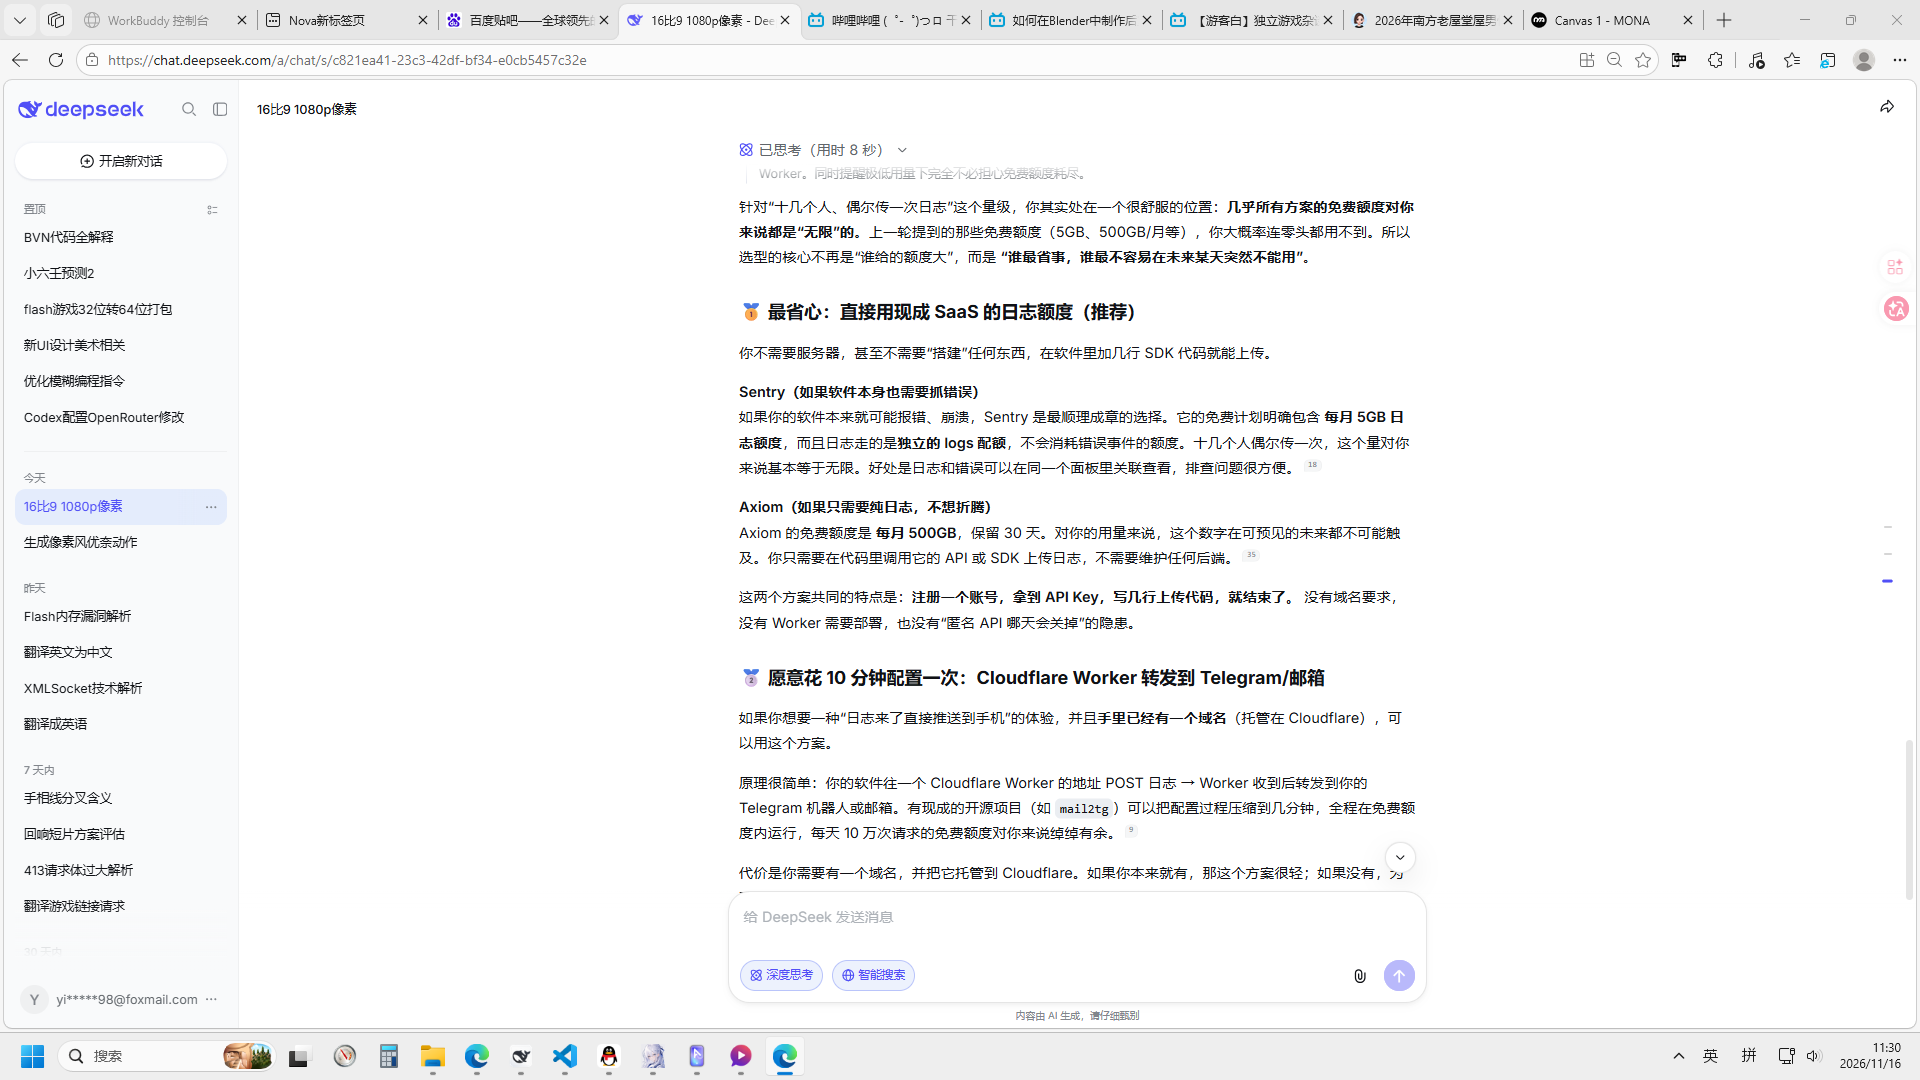 WorkBuddy 控制台
Nova新标签页
百度贴吧——全球领先的
16比9 1080p像素 - Dee
哔哩哔哩 (゜-゜)つロ 干
如何在Blender中制作后
【游客白】独立游戏杂谈
2026年南方老屋堂屋男
Canvas 1 - MONA
https://chat.deepseek.com/a/chat/s/c821ea41-23c3-42df-bf34-e0cb5457c32e
deepseek
开启新对话
置顶
BVN代码全解释
小六壬预测2
flash游戏32位转64位打包
新UI设计美术相关
优化模糊编程指令
Codex配置OpenRouter修改
今天
16比9 1080p像素
生成像素风优奈动作
昨天
Flash内存漏洞解析
翻译英文为中文
XMLSocket技术解析
翻译成英语
7 天内
手相线分叉含义
回响短片方案评估
413请求体过大解析
翻译游戏链接请求
30 天内
Y yi*****98@foxmail.com
16比9 1080p像素
已思考（用时 8 秒）
Worker。同时提醒极低用量下完全不必担心免费额度耗尽。
针对“十几个人、偶尔传一次日志”这个量级，你其实处在一个很舒服的位置：几乎所有方案的免费额度对你
来说都是“无限”的。上一轮提到的那些免费额度（5GB、500GB/月等），你大概率连零头都用不到。所以
选型的核心不再是“谁给的额度大”，而是 “谁最省事，谁最不容易在未来某天突然不能用”。
🥇 最省心：直接用现成 SaaS 的日志额度（推荐）
你不需要服务器，甚至不需要“搭建”任何东西，在软件里加几行 SDK 代码就能上传。
Sentry（如果软件本身也需要抓错误）
如果你的软件本来就可能报错、崩溃，Sentry 是最顺理成章的选择。它的免费计划明确包含 每月 5GB 日
志额度，而且日志走的是独立的 logs 配额，不会消耗错误事件的额度。十几个人偶尔传一次，这个量对你
来说基本等于无限。好处是日志和错误可以在同一个面板里关联查看，排查问题很方便。 18
Axiom（如果只需要纯日志，不想折腾）
Axiom 的免费额度是 每月 500GB，保留 30 天。对你的用量来说，这个数字在可预见的未来都不可能触
及。你只需要在代码里调用它的 API 或 SDK 上传日志，不需要维护任何后端。 35
这两个方案共同的特点是：注册一个账号，拿到 API Key，写几行上传代码，就结束了。 没有域名要求，
没有 Worker 需要部署，也没有“匿名 API 哪天会关掉”的隐患。
🥈 愿意花 10 分钟配置一次：Cloudflare Worker 转发到 Telegram/邮箱
如果你想要一种“日志来了直接推送到手机”的体验，并且手里已经有一个域名（托管在 Cloudflare），可
以用这个方案。
原理很简单：你的软件往一个 Cloudflare Worker 的地址 POST 日志 → Worker 收到后转发到你的
Telegram 机器人或邮箱。有现成的开源项目（如 mail2tg）可以把配置过程压缩到几分钟，全程在免费额
度内运行，每天 10 万次请求的免费额度对你来说绰绰有余。 9
代价是你需要有一个域名，并把它托管到 Cloudflare。如果你本来就有，那这个方案很轻；如果没有，为
给 DeepSeek 发送消息
深度思考
智能搜索
内容由 AI 生成，请仔细甄别
搜索
英
拼
11:30
2026/11/16